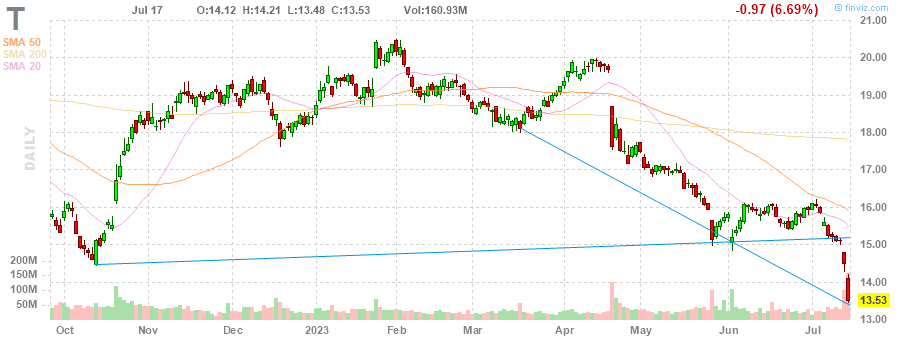 T Jul 17 O:14.12 H:14.21 L:13.48 C:13.53 Vol:160.93M -0.97 (6.69%) © finviz.com
21.00
SMA 50
SMA 200
SMA 20
20.00
19.00
18.00
DAILY
17.00
16.00
15.00
200M
150M
14.00
100M
13.53
50M
13.00
Oct Nov Dec 2023 Feb Mar Apr May Jun Jul